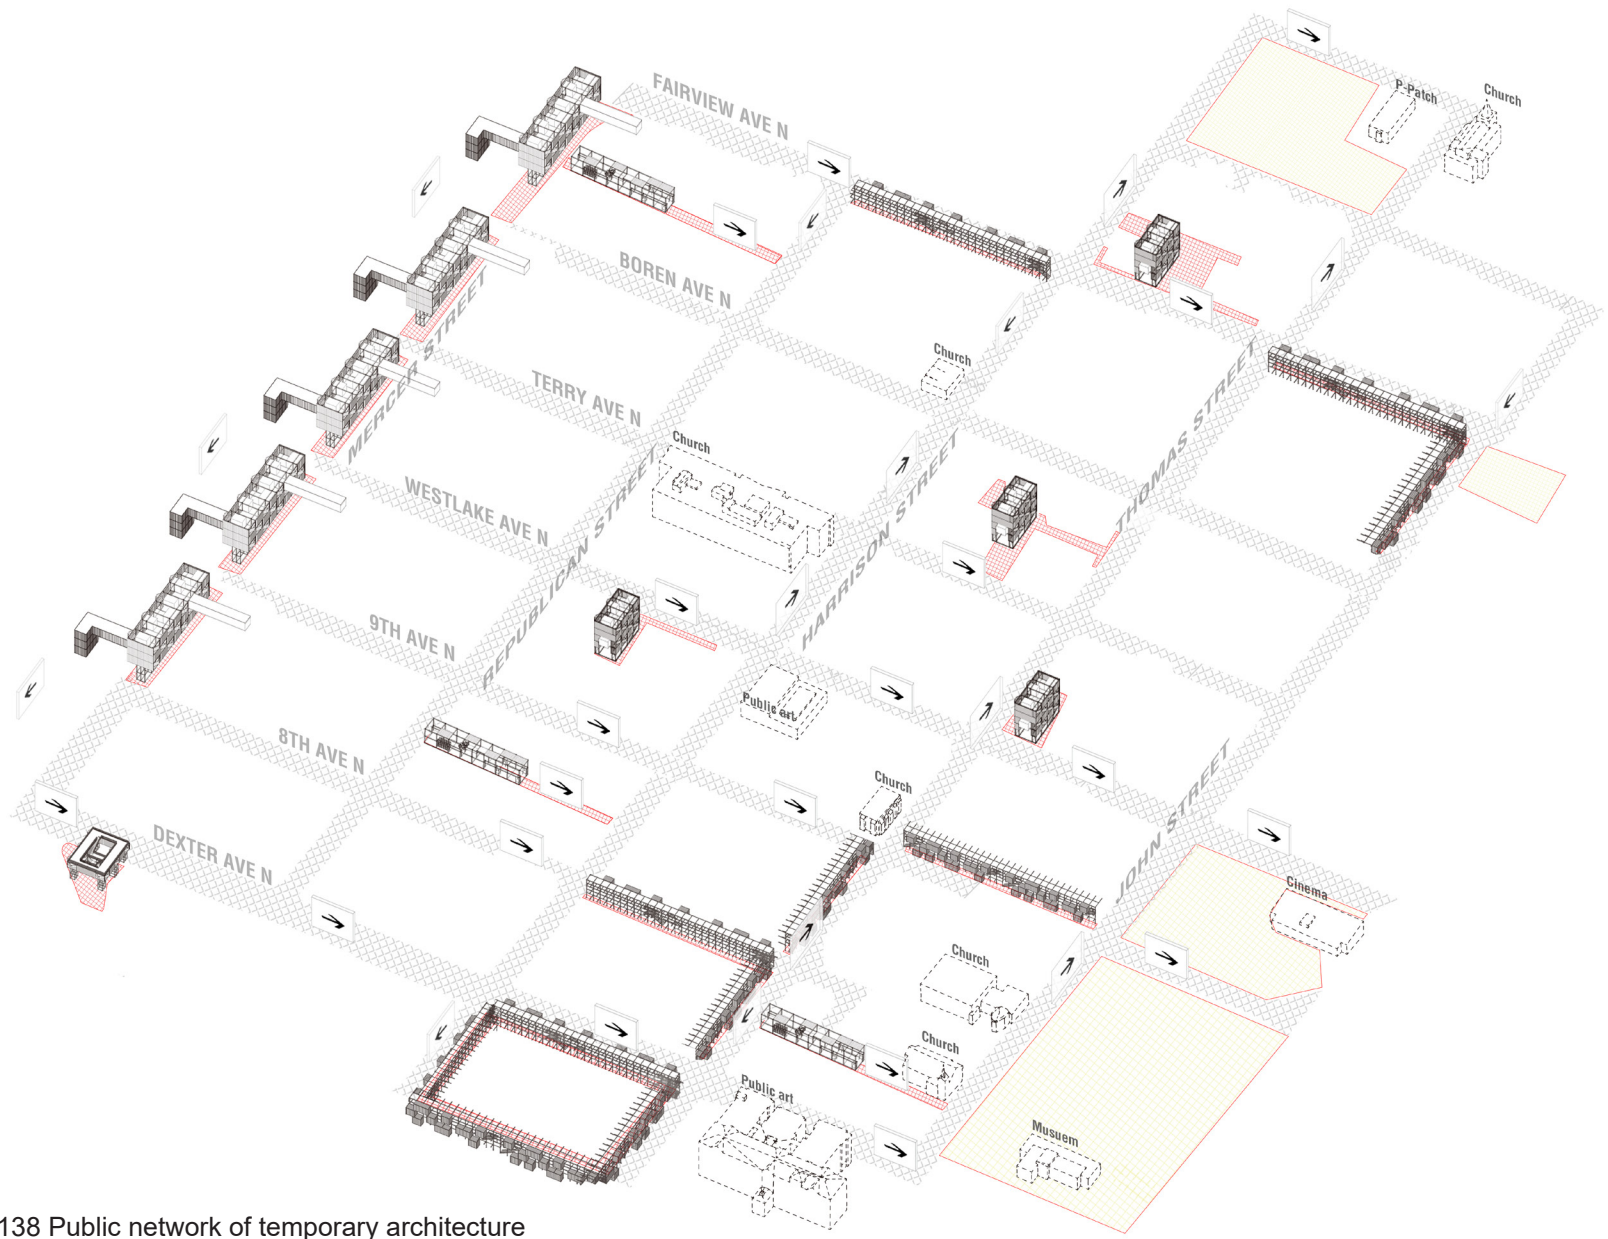 FAIRVIEW AVE N
P-Patch
Church
BOREN AVE N
MERCER STREET
TERRY AVE N
Church
THOMAS STREET
Church
WESTLAKE AVE N
REPUBLICAN STREET
HARRISON STREET
9TH AVE N
Public art
8TH AVE N
JOHN STREET
Church
DEXTER AVE N
Cinema
Church
Church
Public art
Musuem
138 Public network of temporary architecture